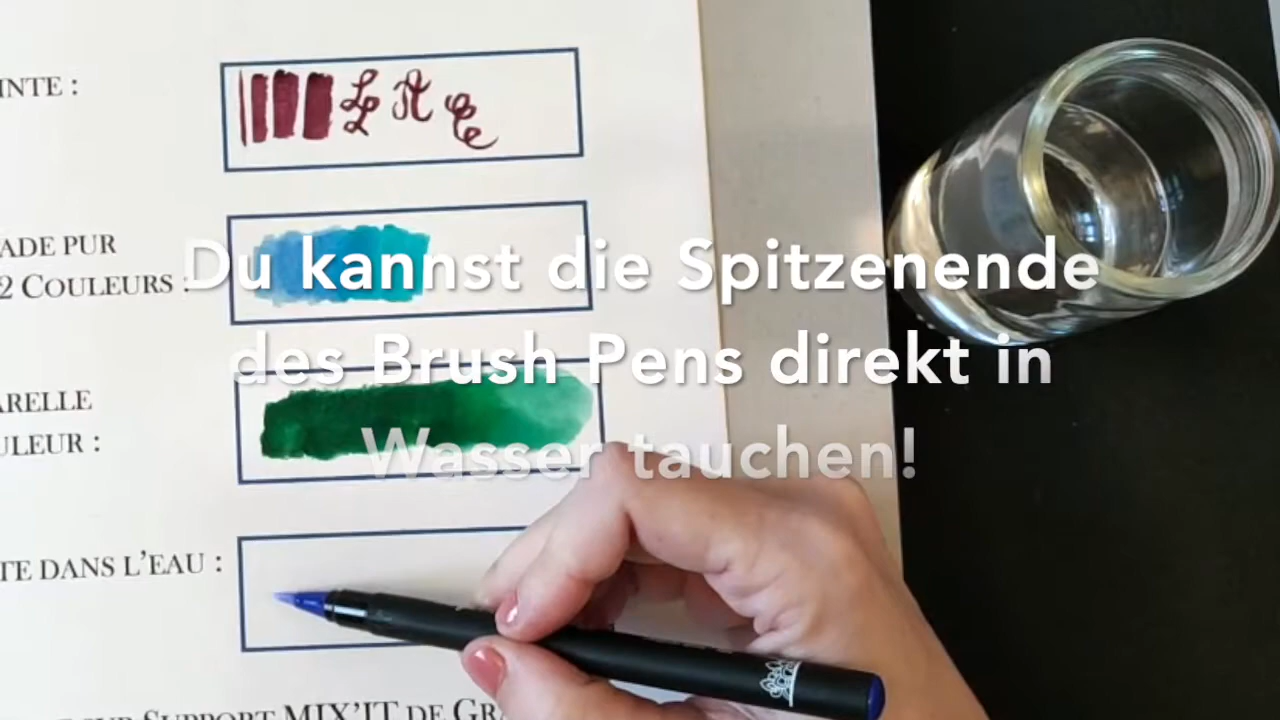 INTE :
ADE PUR
2 COULEURS :
Du kannst die Spitzenende
des Brush Pens direkt in
Wasser tauchen!
ARELLE
ULEUR :
TE DANS L'EAU :
SUPPORT MIX'IT DE